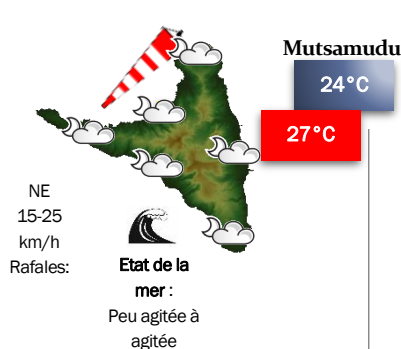 Mutsamudu
24°C
27°C
NE
15-25
km/h
Rafales:
Etat de la
mer :
Peu agitée à
agitée